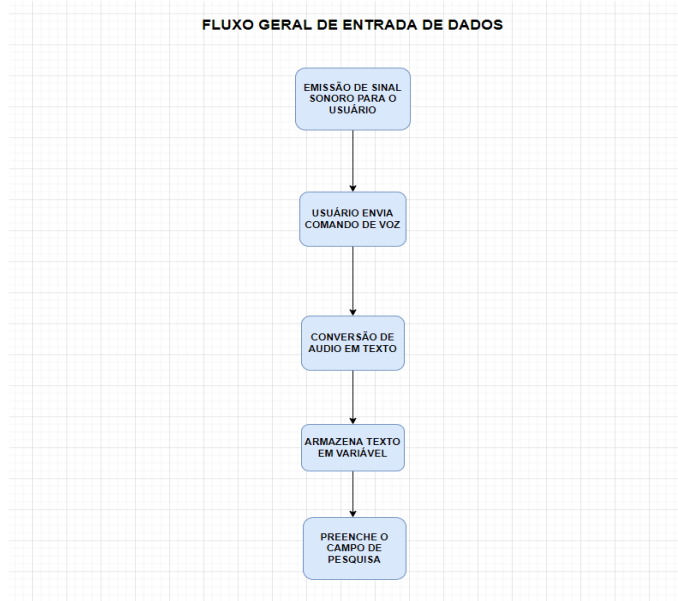 FLUXO GERAL DE ENTRADA DE DADOS
EMISSÃO DE SINAL
SONORO PARA O
USUÁRIO
USUÁRIO ENVIA
COMANDO DE VOZ
CONVERSÃO DE
AUDIO EM TEXTO
ARMAZENA TEXTO
EM VARIÁVEL
PREENCHE O
CAMPO DE
PESQUISA